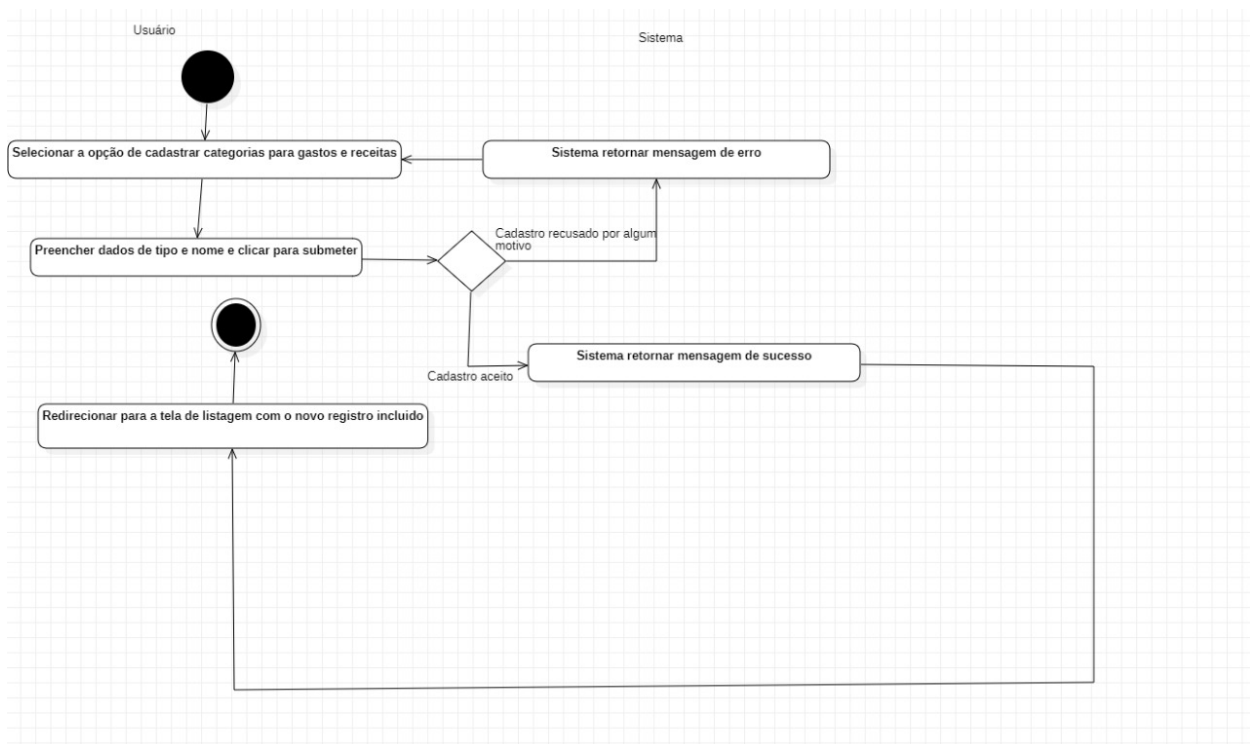 Usuário
Sistema
Selecionar a opção de cadastrar categorias para gastos e receitas
Sistema retornar mensagem de erro
Cadastro recusado por algum
motivo
Preencher dados de tipo e nome e clicar para submeter
Sistema retornar mensagem de sucesso
Cadastro aceito
Redirecionar para a tela de listagem com o novo registro incluido